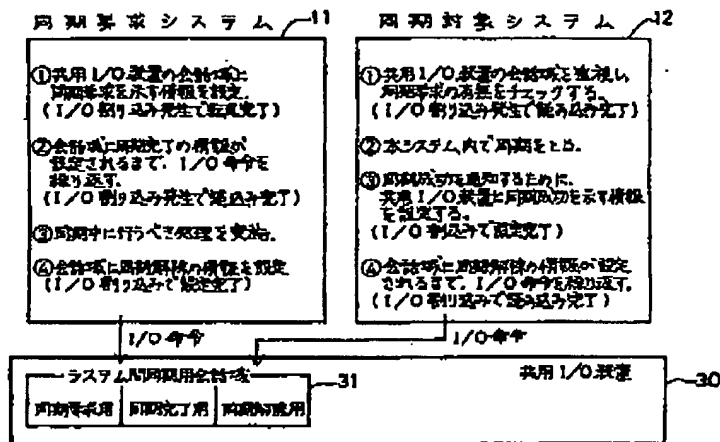 同期要求システム 11
①共用I/O装置の会話域に
同期要求を示す情報を設定。
(I/O割り込み発生で設定完了)
②会話域に同期完了の情報が
設定されるまで、I/O命令を
繰り返す。
(I/O割り込み発生で読込み完了)
③同期中に行うべき処理を実施。
④会話域に同期解除の情報を設定
(I/O割り込みで設定完了)
同期対象システム 12
①共用I/O装置の会話域を監視し
同期要求の有無をチェックする。
(I/O割り込み発生で読み込み完了)
②本システム内で同期をとる。
③同期成功を通知するために、
共用I/O装置に同期成功を示す情報
を設定する。
(I/O割込みで設定完了)
④会話域に同期解除の情報が設定
されるまで、I/O命令を繰り返す。
(I/O割り込みで読み込み完了)
I/O命令
I/O命令
システム間同期用会話域
31
共用I/O装置
30
同期要求用 同期完了用 同期解除用